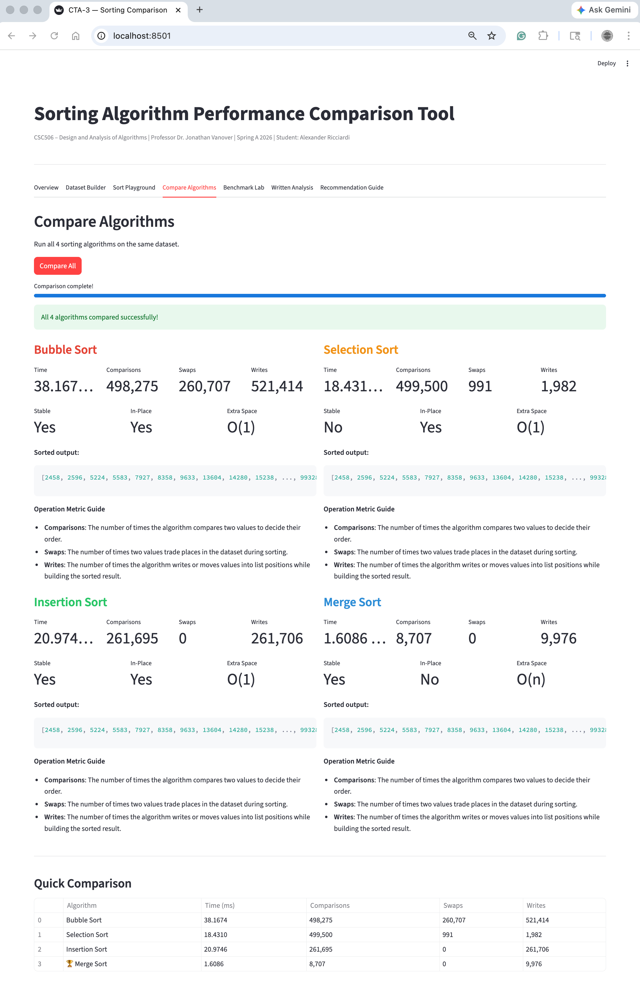 CTA-3 — Sorting Comparison
Ask Gemini
localhost:8501
Deploy
Sorting Algorithm Performance Comparison Tool
CSC506 – Design and Analysis of Algorithms | Professor Dr. Jonathan Vanover | Spring A 2026 | Student: Alexander Ricciardi
Overview Dataset Builder Sort Playground Compare Algorithms Benchmark Lab Written Analysis Recommendation Guide
Compare Algorithms
Run all 4 sorting algorithms on the same dataset.
Compare All
Comparison complete!
All 4 algorithms compared successfully!
Bubble Sort
Time Comparisons Swaps Writes
38.167... 498,275 260,707 521,414
Stable In-Place Extra Space
Yes Yes O(1)
Sorted output:
[2458, 2596, 5224, 5583, 7927, 8358, 9633, 13604, 14280, 15238, ..., 99328
Operation Metric Guide
• Comparisons: The number of times the algorithm compares two values to decide their
order.
• Swaps: The number of times two values trade places in the dataset during sorting.
• Writes: The number of times the algorithm writes or moves values into list positions while
building the sorted result.
Selection Sort
Time Comparisons Swaps Writes
18.431... 499,500 991 1,982
Stable In-Place Extra Space
No Yes O(1)
Sorted output:
[2458, 2596, 5224, 5583, 7927, 8358, 9633, 13604, 14280, 15238, ..., 99328
Operation Metric Guide
• Comparisons: The number of times the algorithm compares two values to decide their
order.
• Swaps: The number of times two values trade places in the dataset during sorting.
• Writes: The number of times the algorithm writes or moves values into list positions while
building the sorted result.
Insertion Sort
Time Comparisons Swaps Writes
20.974... 261,695 0 261,706
Stable In-Place Extra Space
Yes Yes O(1)
Sorted output:
[2458, 2596, 5224, 5583, 7927, 8358, 9633, 13604, 14280, 15238, ..., 99328
Operation Metric Guide
• Comparisons: The number of times the algorithm compares two values to decide their
order.
• Swaps: The number of times two values trade places in the dataset during sorting.
• Writes: The number of times the algorithm writes or moves values into list positions while
building the sorted result.
Merge Sort
Time Comparisons Swaps Writes
1.6086 ... 8,707 0 9,976
Stable In-Place Extra Space
Yes No O(n)
Sorted output:
[2458, 2596, 5224, 5583, 7927, 8358, 9633, 13604, 14280, 15238, ..., 99328
Operation Metric Guide
• Comparisons: The number of times the algorithm compares two values to decide their
order.
• Swaps: The number of times two values trade places in the dataset during sorting.
• Writes: The number of times the algorithm writes or moves values into list positions while
building the sorted result.
Quick Comparison
Algorithm Time (ms) Comparisons Swaps Writes
0 Bubble Sort 38.1674 498,275 260,707 521,414
1 Selection Sort 18.4310 499,500 991 1,982
2 Insertion Sort 20.9746 261,695 0 261,706
3 🏆 Merge Sort 1.6086 8,707 0 9,976